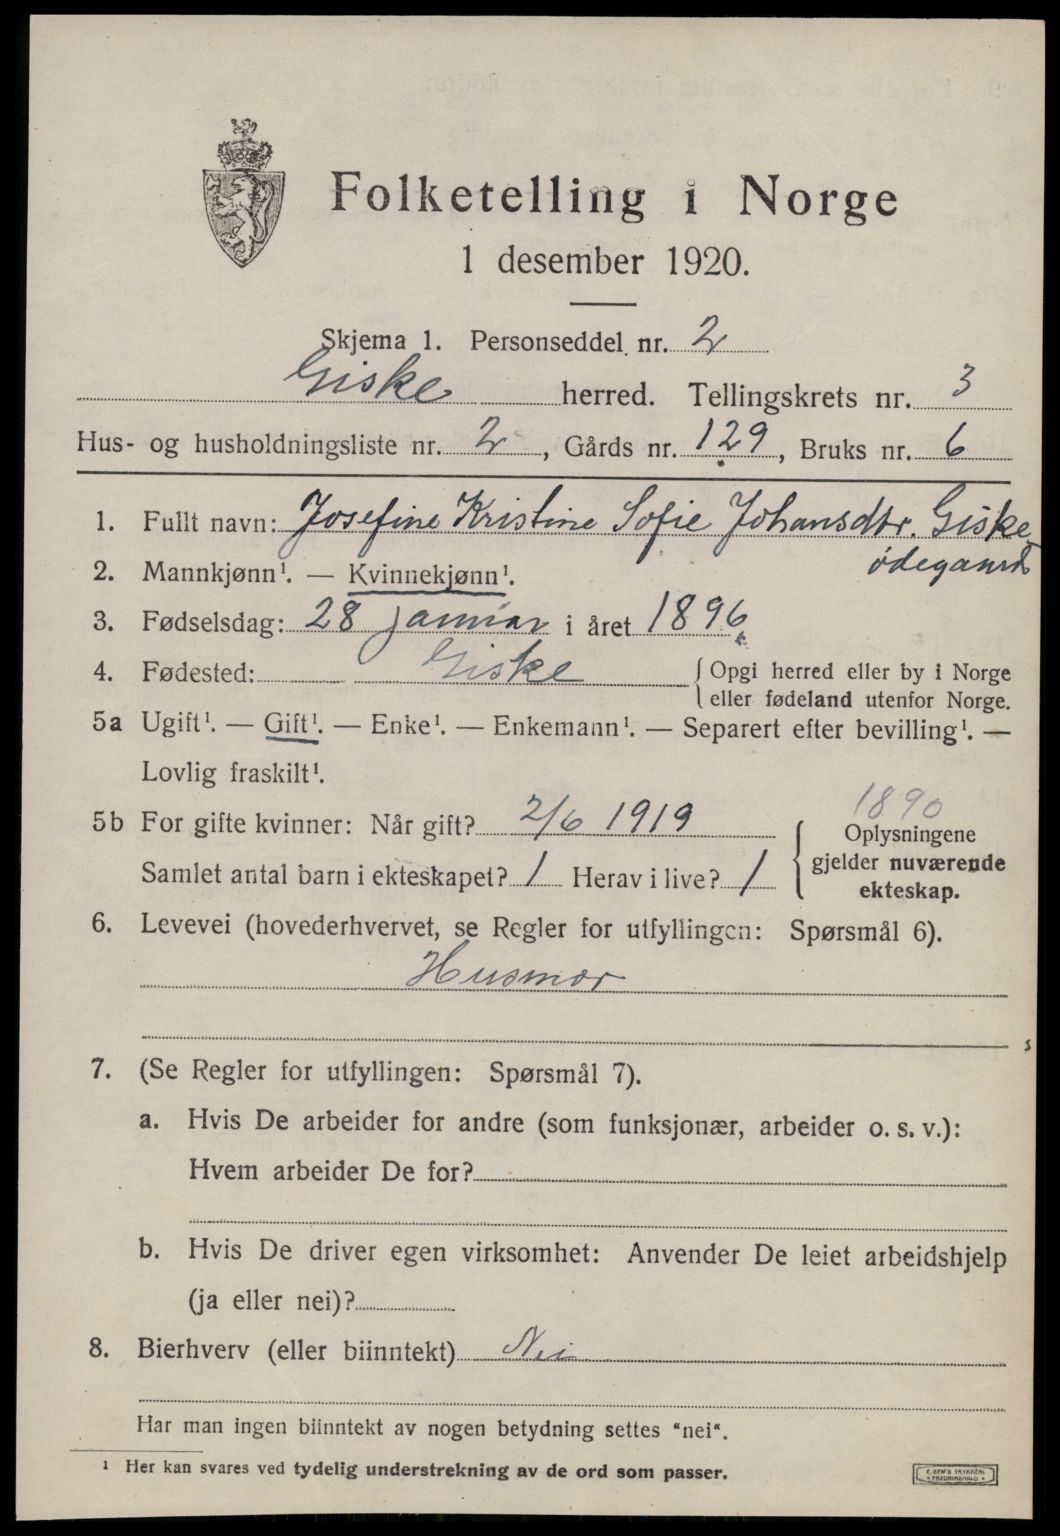 Folketelling i Norge
1 desember 1920.
Skjema 1. Personseddel nr. 2
Giske herred. Tellingskrets nr. 3
Hus- og husholdningsliste nr. 2, Gårds nr. 129, Bruks nr. 6
1. Fullt navn: Josefine Kristine Sofie Johansdtr. Giske
ødegaard
2. Mannkjønn¹. — Kvinnekjønn¹.
3. Fødselsdag: 28 januar i året 1896
4. Fødested: Giske { Opgi herred eller by i Norge
eller fødeland utenfor Norge.
5a Ugift¹. — Gift¹. — Enke¹. — Enkemann¹. — Separert efter bevilling¹. —
Lovlig fraskilt¹.
1890
5b For gifte kvinner: Når gift? 2/6 1919
Samlet antal barn i ekteskapet? 1 Herav i live? 1
Oplysningene
gjelder nuværende
ekteskap.
6. Levevei (hovederhvervet, se Regler for utfyllingen: Spørsmål 6).
Husmor
7. (Se Regler for utfyllingen: Spørsmål 7).
a. Hvis De arbeider for andre (som funksjonær, arbeider o. s. v.):
Hvem arbeider De for?
b. Hvis De driver egen virksomhet: Anvender De leiet arbeidshjelp
(ja eller nei)?
8. Bierhverv (eller biinntekt) Nei
Har man ingen biinntekt av nogen betydning settes "nei".
¹ Her kan svares ved tydelig understrekning av de ord som passer.